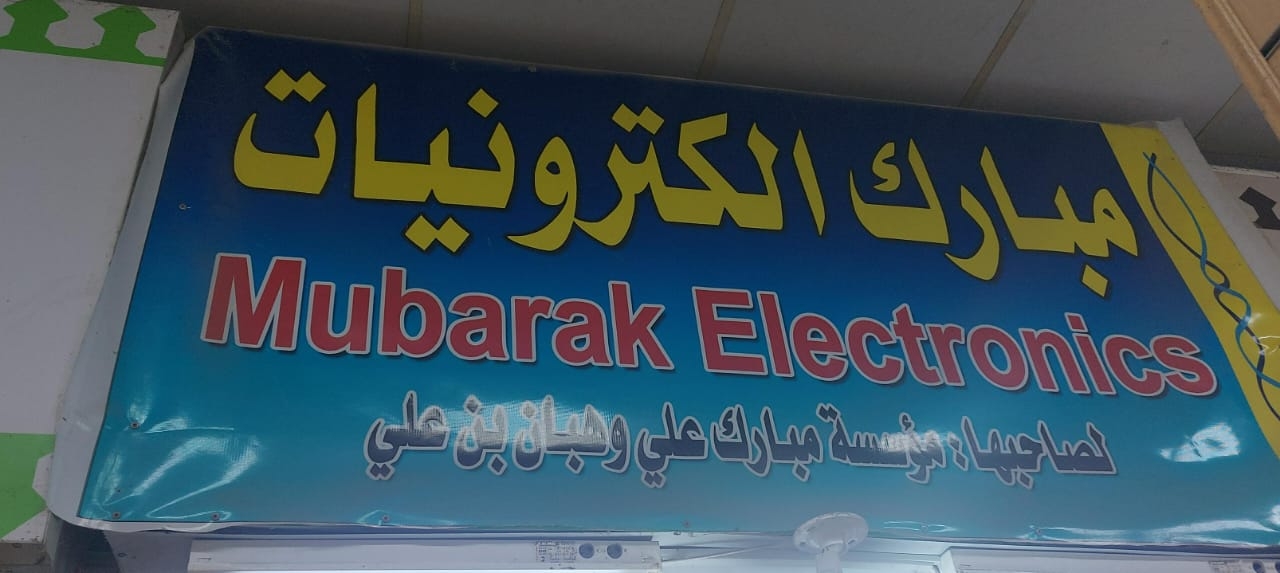 مبارك الكترونيات
Mubarak Electronics
لصاحبها : مؤسسة مبارك علي وهبان بن علي